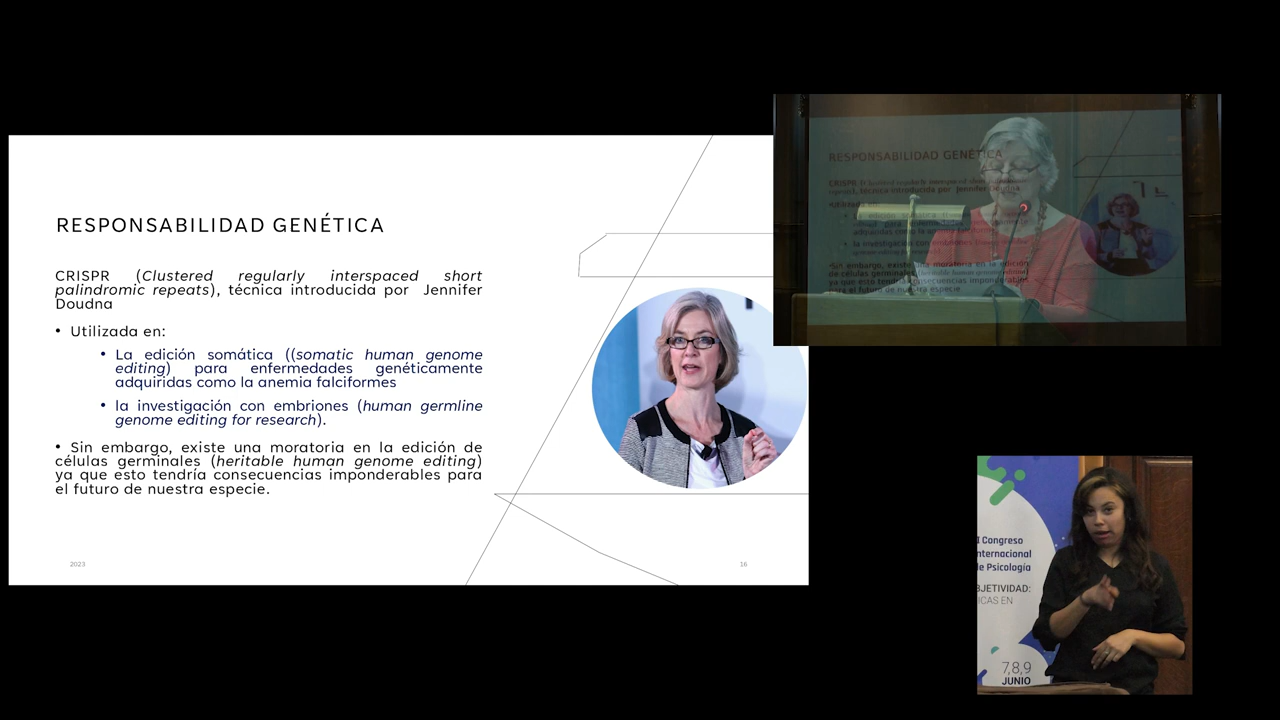 RESPONSABILIDAD GENÉTICA
CRISPR (Clustered regularly interspaced short
palindromic repeats), técnica introducida por Jennifer
Doudna
• Utilizada en:
• La edición somática ((somatic human genome
editing) para enfermedades genéticamente
adquiridas como la anemia falciformes
• la investigación con embriones (human germline
genome editing for research).
• Sin embargo, existe una moratoria en la edición de
células germinales (heritable human genome editing)
ya que esto tendría consecuencias imponderables para
el futuro de nuestra especie.
2023
16
RESPONSABILIDAD GENÉTICA
I Congreso
nternacional
de Psicología
BJETIVIDAD:
ICAS EN
7,8,9
JUNIO